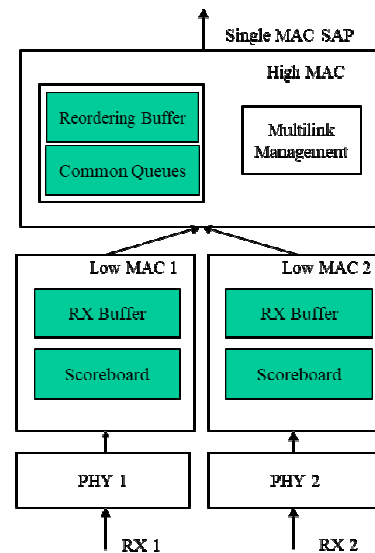 Single MAC SAP
High MAC
Reordering Buffer
Common Queues
Multilink
Management
Low MAC 1
RX Buffer
Scoreboard
Low MAC 2
RX Buffer
Scoreboard
PHY 1
PHY 2
RX 1
RX 2